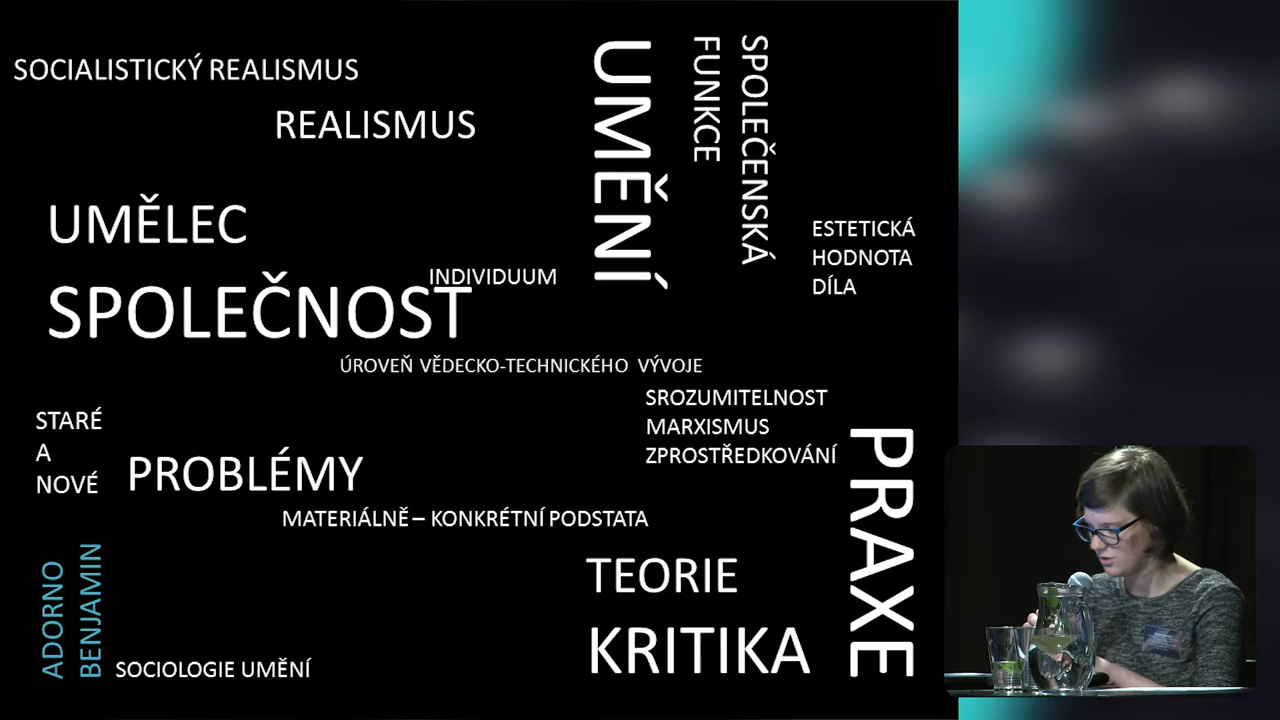 SOCIALISTICKÝ REALISMUS
REALISMUS
UMĚNÍ
SPOLEČENSKÁ
FUNKCE
UMĚLEC
ESTETICKÁ
HODNOTA
DÍLA
INDIVIDUUM
SPOLEČNOST
ÚROVEŇ VĚDECKO-TECHNICKÉHO VÝVOJE
SROZUMITELNOST
MARXISMUS
ZPROSTŘEDKOVÁNÍ
STARÉ
A
NOVÉ
PROBLÉMY
PRAXE
MATERIÁLNĚ – KONKRÉTNÍ PODSTATA
ADORNO
BENJAMIN
TEORIE
KRITIKA
SOCIOLOGIE UMĚNÍ